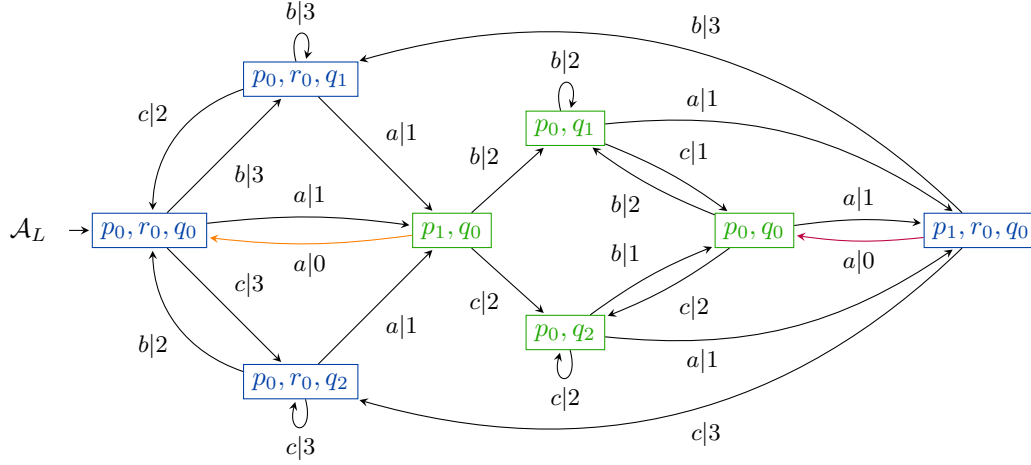 b|3
b|3
p₀, r₀, q₁
b|2
a|1
c|2
a|1
p₀, q₁
b|2
c|1
b|3
a|1
b|2
a|1
𝒜_L
p₀, r₀, q₀
p₁, q₀
p₀, q₀
p₁, r₀, q₀
a|0
b|1
a|0
c|3
c|2
c|2
a|1
p₀, q₂
b|2
a|1
p₀, r₀, q₂
c|2
c|3
c|3